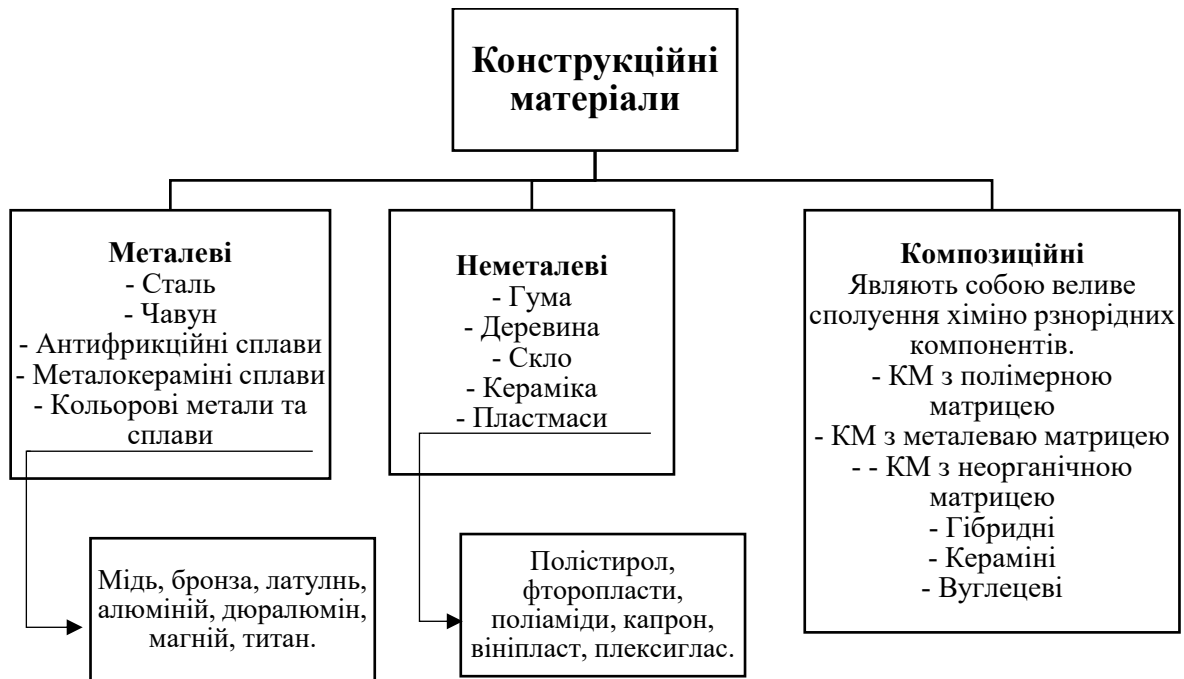 Конструкційні
матеріали
Металеві
- Сталь
- Чавун
- Антифрикційні сплави
- Металокераміні сплави
- Кольорові метали та
сплави
Мідь, бронза, латулнь,
алюміній, дюралюмін,
магній, титан.
Неметалеві
- Гума
- Деревина
- Скло
- Кераміка
- Пластмаси
Полістирол,
фторопласти,
поліаміди, капрон,
вініпласт, плексиглас.
Композиційні
Являють собою веливе
сполуення хіміно рзнорідних
компонентів.
- КМ з полімерною
матрицею
- КМ з металеваю матрицею
- - КМ з неорганічною
матрицею
- Гібридні
- Кераміні
- Вуглецеві